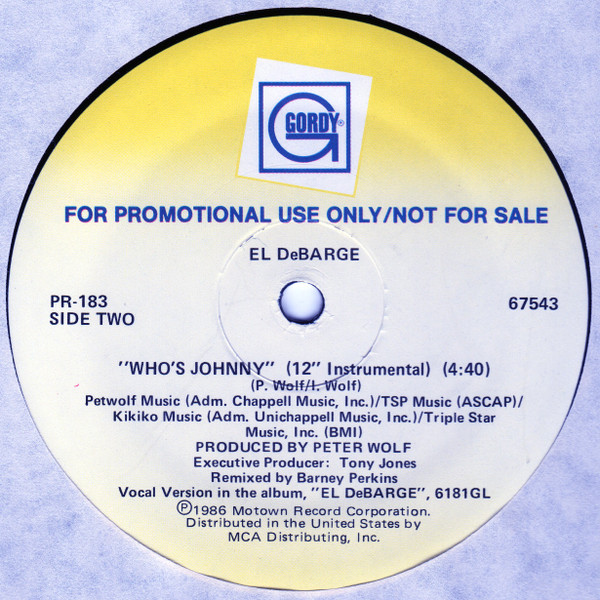 GORDY®
FOR PROMOTIONAL USE ONLY/NOT FOR SALE
EL DeBARGE
PR-183
SIDE TWO
67543
"WHO'S JOHNNY" (12" Instrumental) (4:40)
(P. Wolf/I. Wolf)
Petwolf Music (Adm. Chappell Music, Inc.)/TSP Music (ASCAP)/
Kikiko Music (Adm. Unichappell Music, Inc.)/Triple Star
Music, Inc. (BMI)
PRODUCED BY PETER WOLF
Executive Producer: Tony Jones
Remixed by Barney Perkins
Vocal Version in the album, "EL DeBARGE", 6181GL
Ⓟ1986 Motown Record Corporation.
Distributed in the United States by
MCA Distributing, Inc.